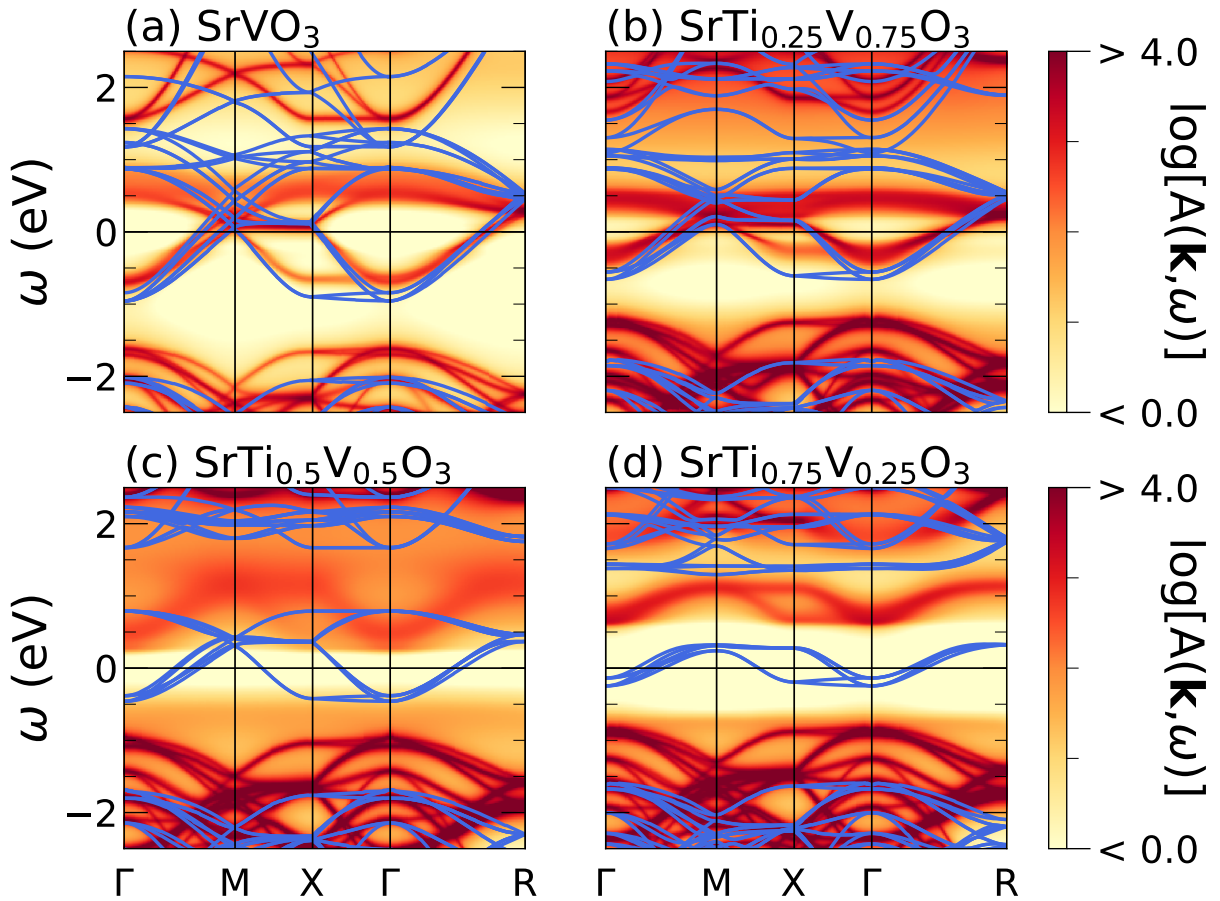 (a) SrVO₃
(b) SrTi₀.₂₅V₀.₇₅O₃
2
0
−2
ω (eV)
> 4.0
< 0.0
log[A(k,ω)]
(c) SrTi₀.₅V₀.₅O₃
(d) SrTi₀.₇₅V₀.₂₅O₃
2
0
−2
ω (eV)
> 4.0
< 0.0
log[A(k,ω)]
Γ M X Γ R
Γ M X Γ R